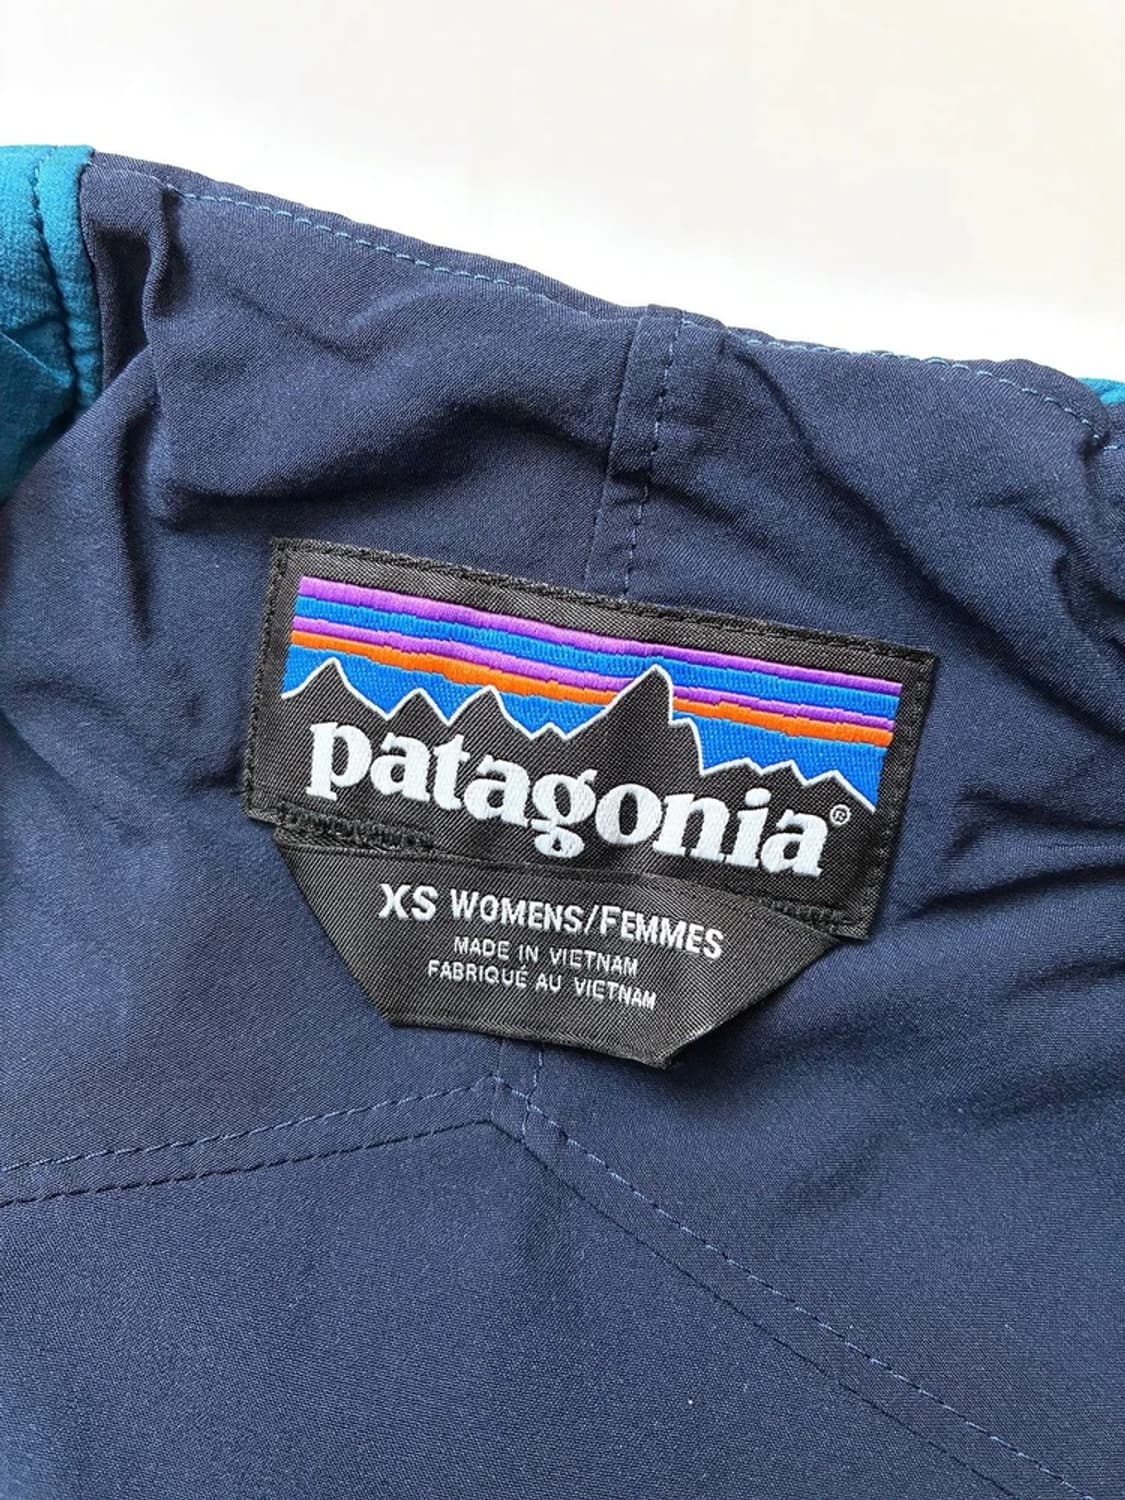 patagonia®
XS WOMENS/FEMMES
MADE IN VIETNAM
FABRIQUÉ AU VIETNAM